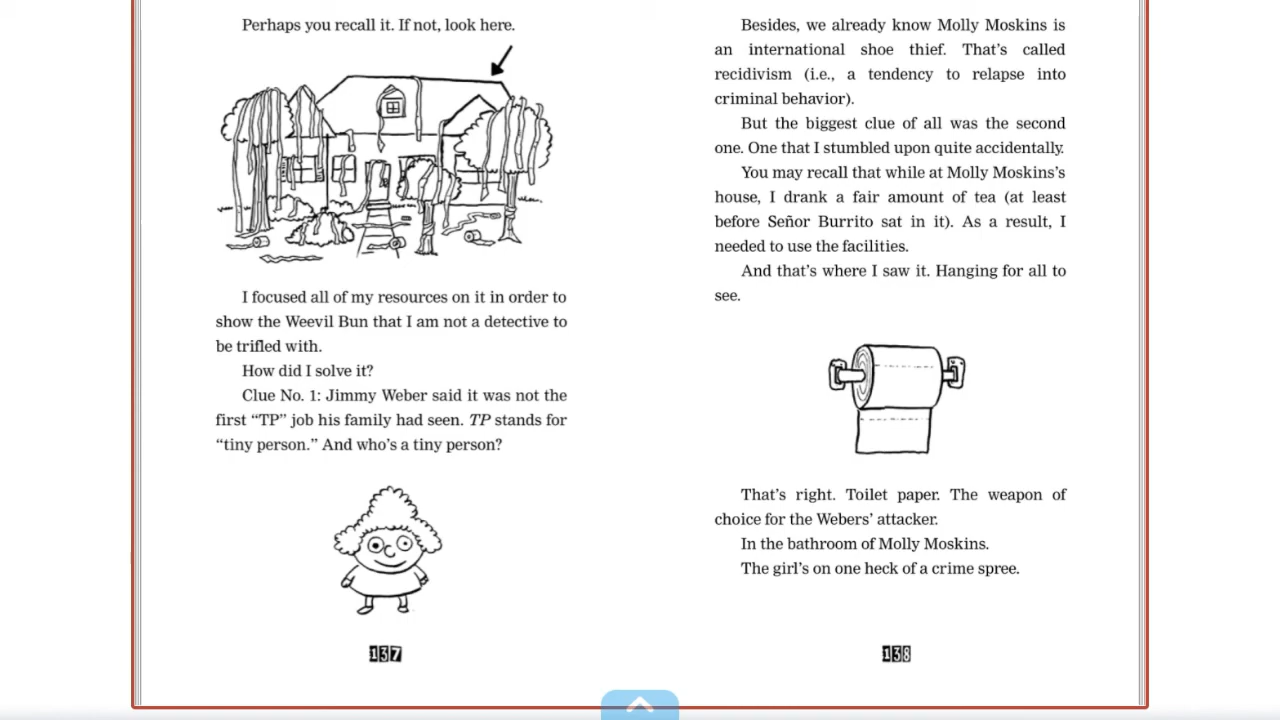 Perhaps you recall it. If not, look here.
I focused all of my resources on it in order to
show the Weevil Bun that I am not a detective to
be trifled with.
How did I solve it?
Clue No. 1: Jimmy Weber said it was not the
first “TP” job his family had seen. TP stands for
“tiny person.” And who’s a tiny person?
137
Besides, we already know Molly Moskins is
an international shoe thief. That’s called
recidivism (i.e., a tendency to relapse into
criminal behavior).
But the biggest clue of all was the second
one. One that I stumbled upon quite accidentally.
You may recall that while at Molly Moskins’s
house, I drank a fair amount of tea (at least
before Señor Burrito sat in it). As a result, I
needed to use the facilities.
And that’s where I saw it. Hanging for all to
see.
That’s right. Toilet paper. The weapon of
choice for the Webers’ attacker.
In the bathroom of Molly Moskins.
The girl’s on one heck of a crime spree.
138